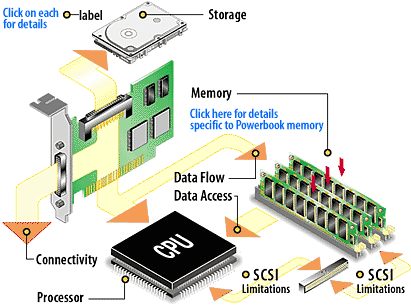 Click on each
for details
label
Storage
Memory
Click here for details
specific to Powerbook memory
Data Flow
Data Access
CPU
Connectivity
Processor
SCSI
Limitations
SCSI
Limitations